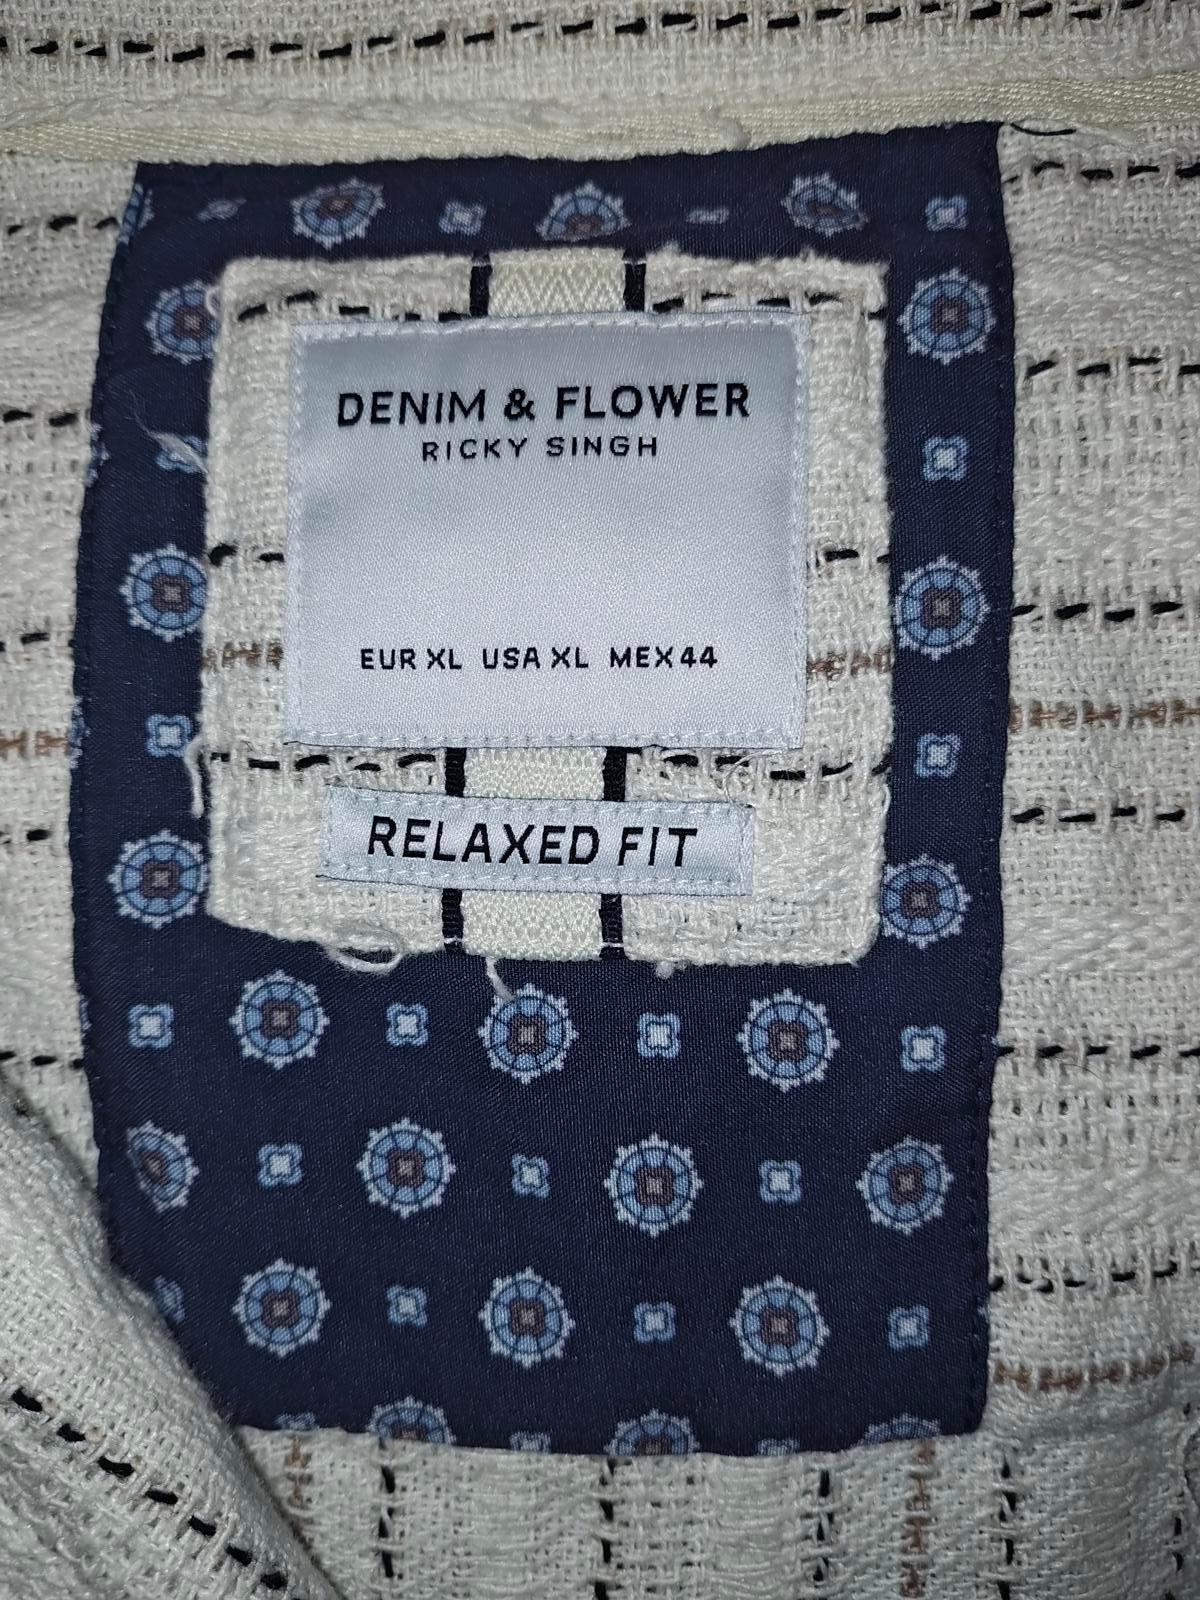 DENIM & FLOWER
RICKY SINGH
EUR XL USA XL MEX 44
RELAXED FIT